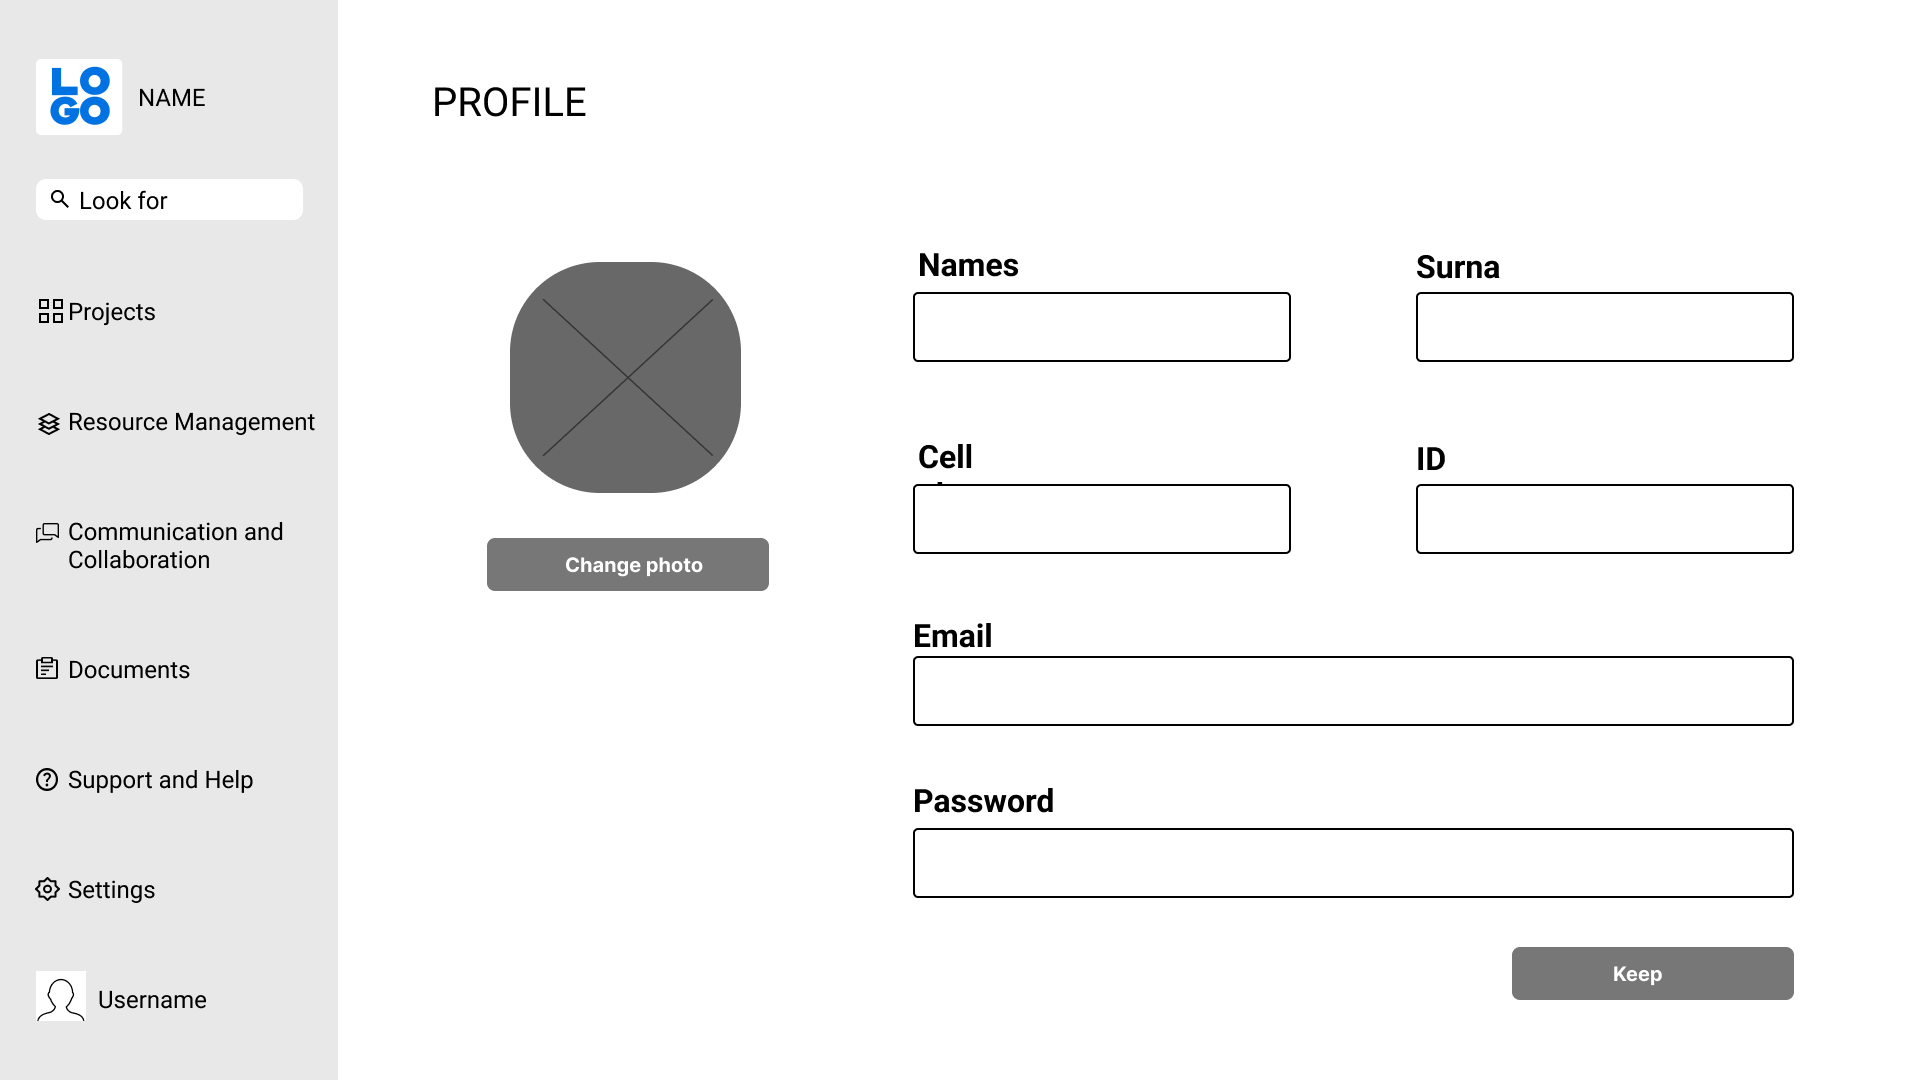 LO
GO
NAME
Look for
Projects
Resource Management
Communication and
Collaboration
Documents
Support and Help
Settings
Username
PROFILE
Change photo
Names
Surna
Cell
ID
Email
Password
Keep